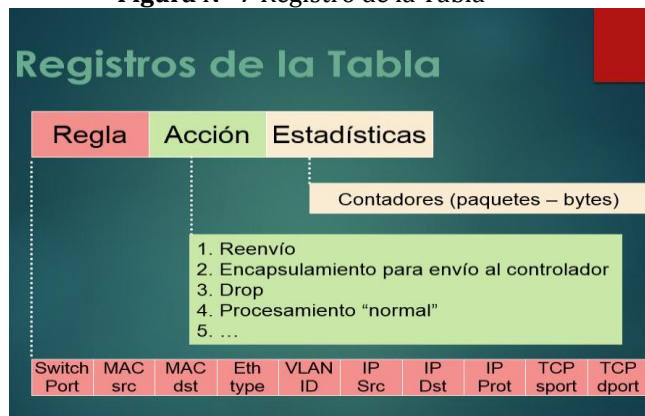 Figura N° 7 Registro de la Tabla
Registros de la Tabla
Regla Acción Estadísticas
Contadores (paquetes – bytes)
1. Reenvío
2. Encapsulamiento para envío al controlador
3. Drop
4. Procesamiento “normal”
5. ...
Switch Port
MAC src
MAC dst
Eth type
VLAN ID
IP Src
IP Dst
IP Prot
TCP sport
TCP dport